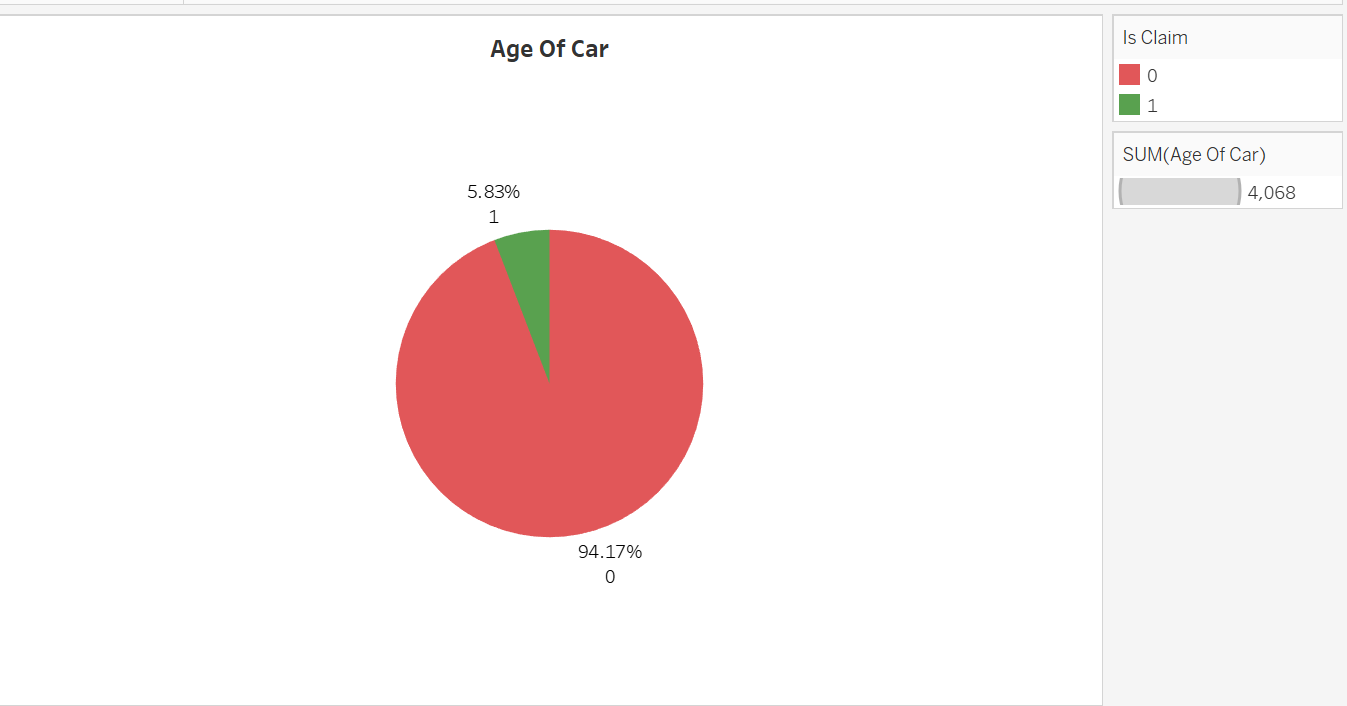 Age Of Car
5.83%
1
94.17%
0
Is Claim
0
1
SUM(Age Of Car)
4,068